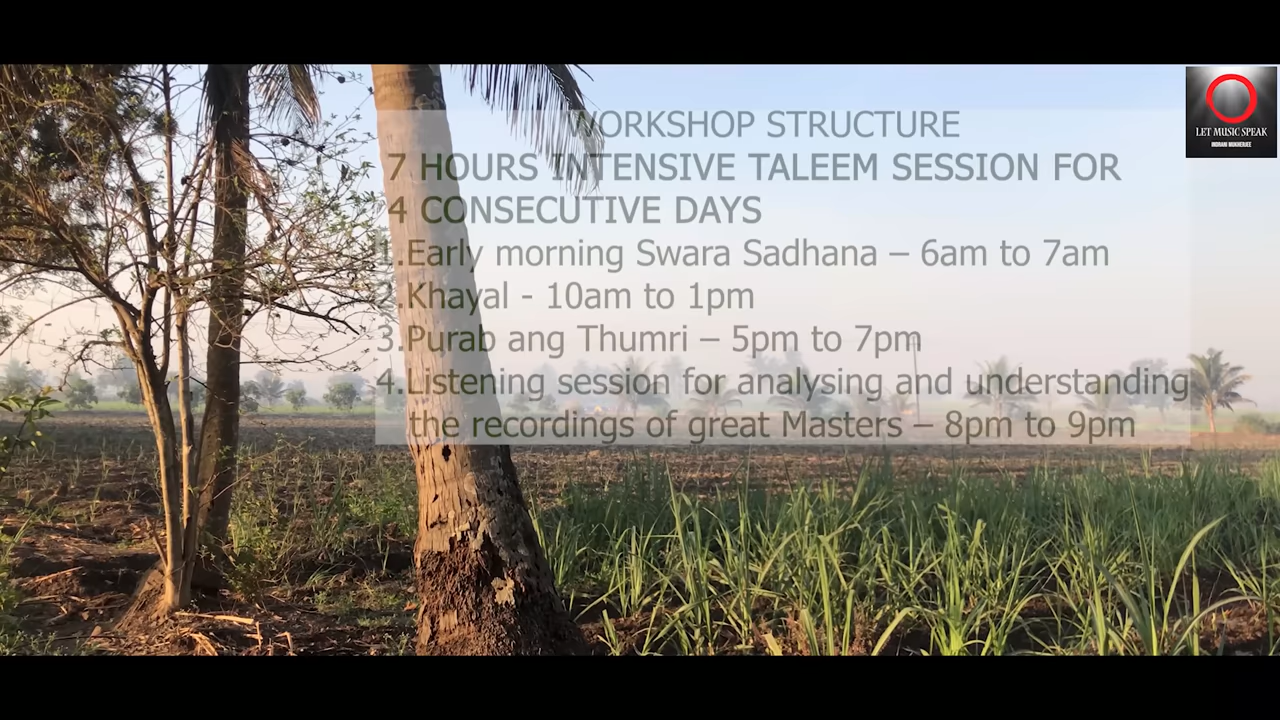 WORKSHOP STRUCTURE
7 HOURS INTENSIVE TALEEM SESSION FOR
4 CONSECUTIVE DAYS
1.Early morning Swara Sadhana – 6am to 7am
2.Khayal - 10am to 1pm
3.Purab ang Thumri – 5pm to 7pm
4.Listening session for analysing and understanding
the recordings of great Masters – 8pm to 9pm
LET MUSIC SPEAK
INDRANI MUKHERJEE